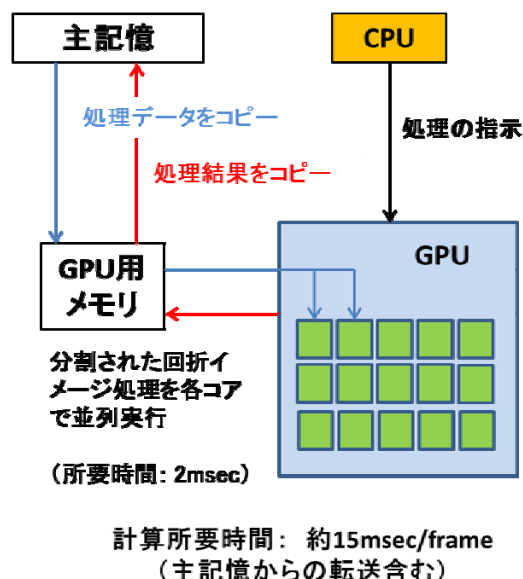 主記憶
CPU
処理データをコピー
処理の指示
処理結果をコピー
GPU用
メモリ
GPU
分割された回折イ
メージ処理を各コア
で並列実行
（所要時間: 2msec）
計算所要時間： 約15msec/frame
（主記憶からの転送含む）